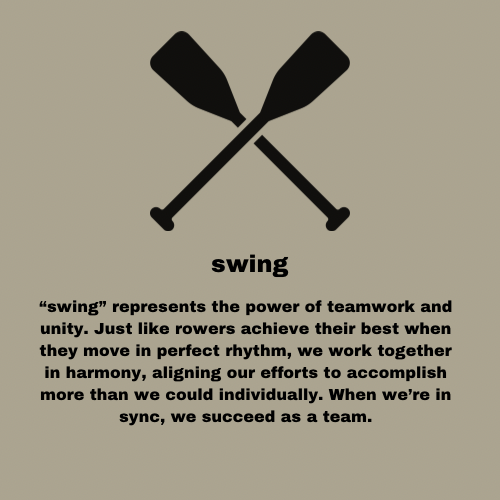 swing
“swing” represents the power of teamwork and
unity. Just like rowers achieve their best when
they move in perfect rhythm, we work together
in harmony, aligning our efforts to accomplish
more than we could individually. When we’re in
sync, we succeed as a team.